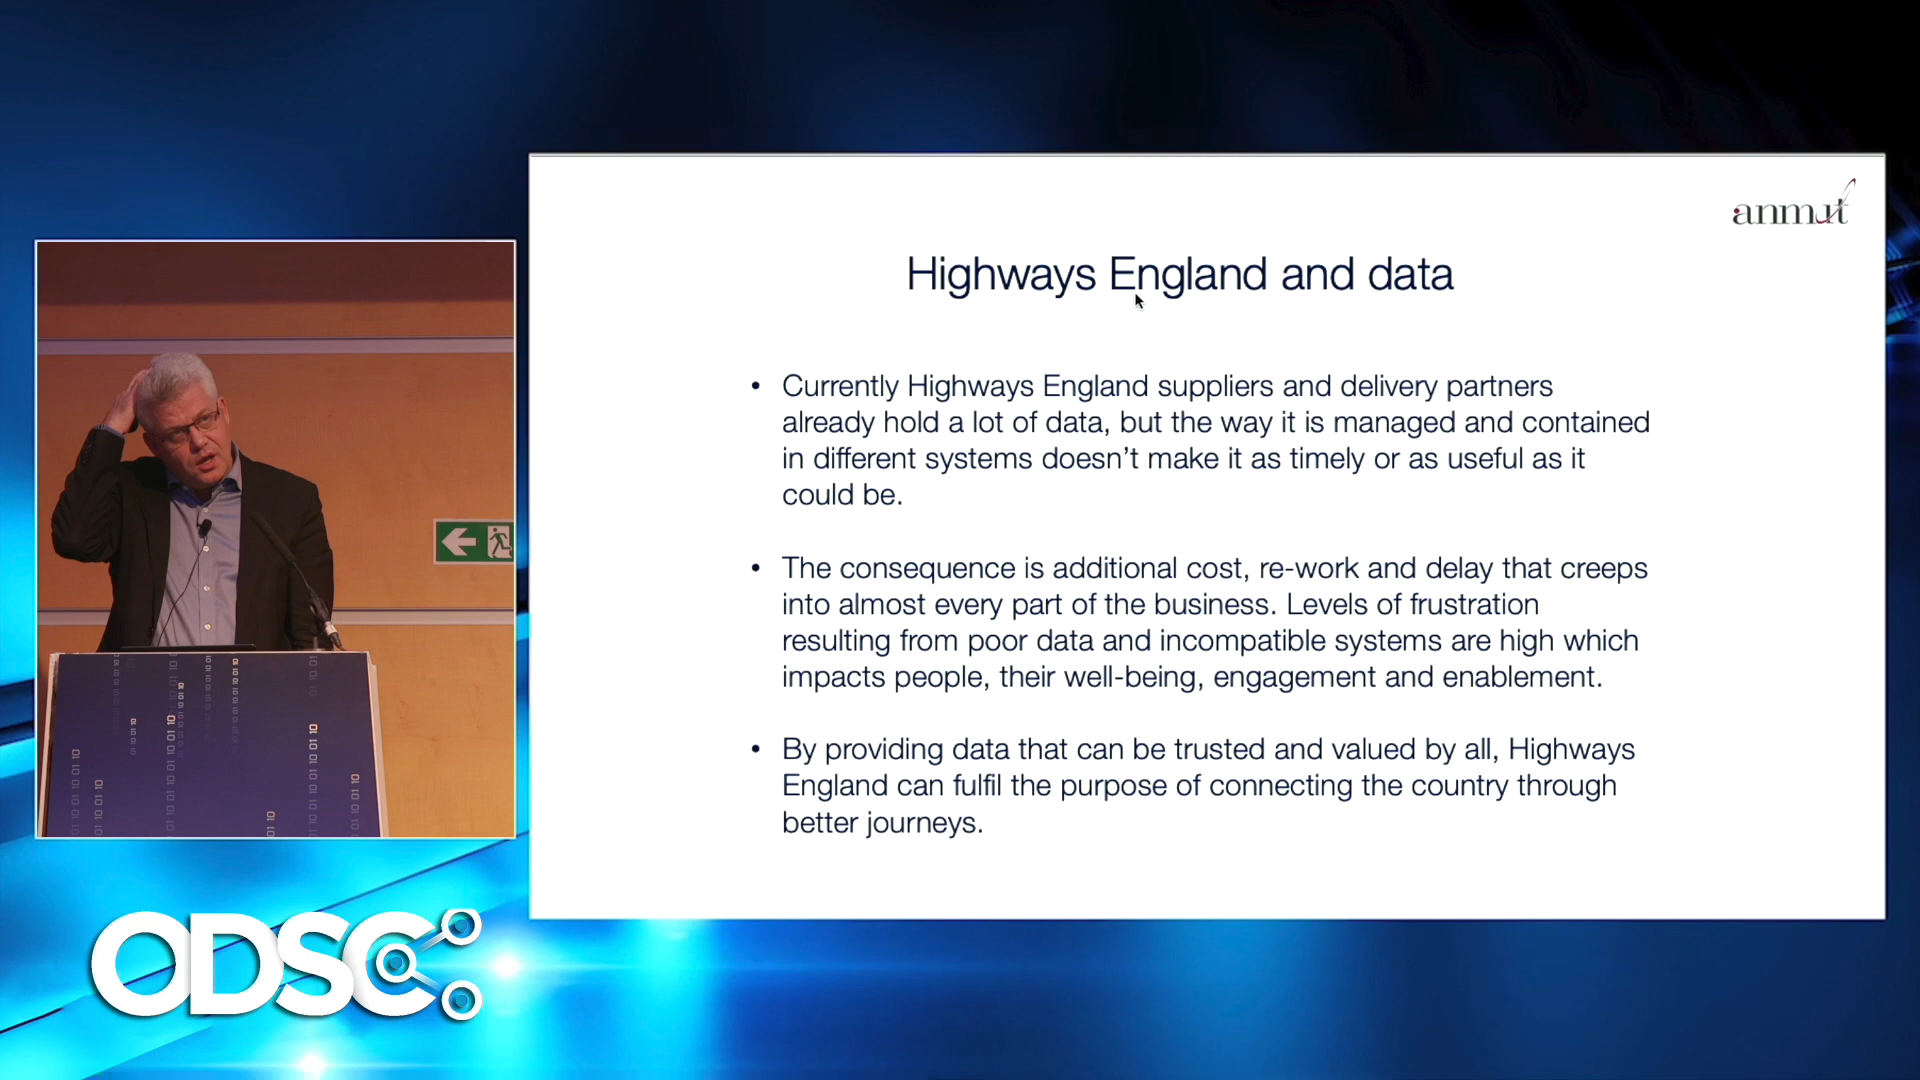 anmut
Highways England and data
• Currently Highways England suppliers and delivery partners
already hold a lot of data, but the way it is managed and contained
in different systems doesn’t make it as timely or as useful as it
could be.
• The consequence is additional cost, re-work and delay that creeps
into almost every part of the business. Levels of frustration
resulting from poor data and incompatible systems are high which
impacts people, their well-being, engagement and enablement.
• By providing data that can be trusted and valued by all, Highways
England can fulfil the purpose of connecting the country through
better journeys.
ODSC